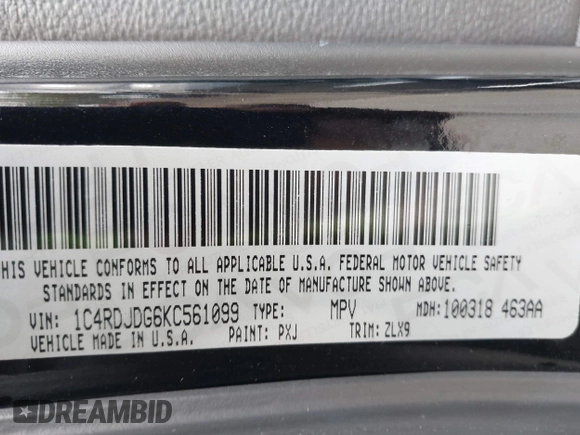 THIS VEHICLE CONFORMS TO ALL APPLICABLE U.S.A. FEDERAL MOTOR VEHICLE SAFETY
STANDARDS IN EFFECT ON THE DATE OF MANUFACTURE SHOWN ABOVE.
VIN: 1C4RDJDG6KC561099 TYPE: MPV MDH: 100318 463AA
VEHICLE MADE IN U.S.A. PAINT: PXJ TRIM: ZLX9
DREAMBID